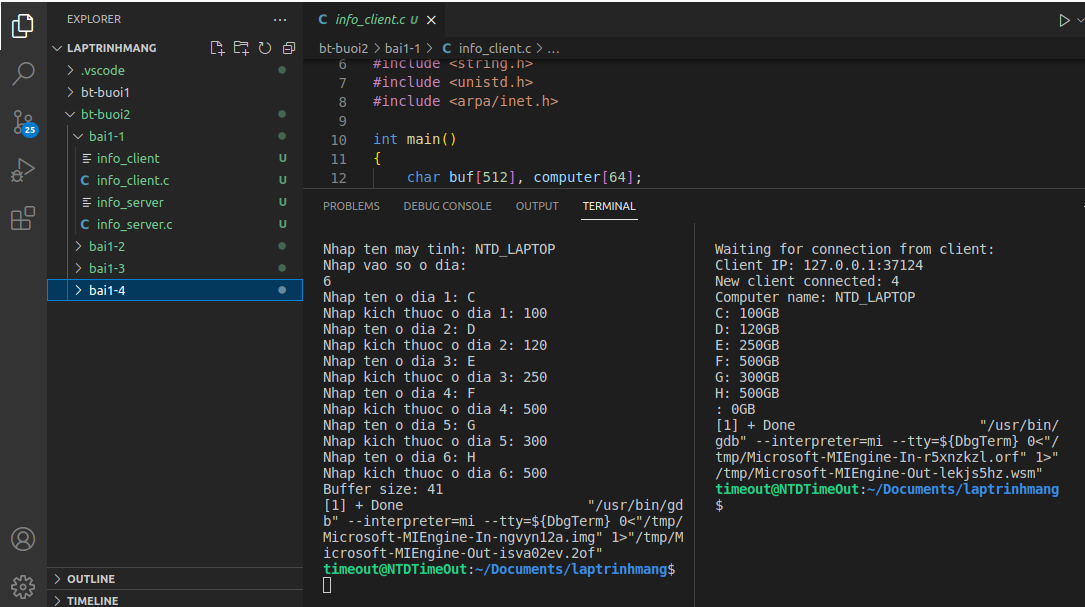 EXPLORER
LAPTRINHMANG
.vscode
bt-buoi1
bt-buoi2
bai1-1
info_client
U
C info_client.c
U
info_server
U
C info_server.c
U
bai1-2
bai1-3
bai1-4
25
OUTLINE
TIMELINE
C info_client.c U
bt-buoi2 > bai1-1 > C info_client.c > ...
6 #include <string.h>
7 #include <unistd.h>
8 #include <arpa/inet.h>
9
10 int main()
11 {
12 char buf[512], computer[64];
PROBLEMS DEBUG CONSOLE OUTPUT TERMINAL
Nhap ten may tinh: NTD_LAPTOP
Nhap vao so o dia:
6
Nhap ten o dia 1: C
Nhap kich thuoc o dia 1: 100
Nhap ten o dia 2: D
Nhap kich thuoc o dia 2: 120
Nhap ten o dia 3: E
Nhap kich thuoc o dia 3: 250
Nhap ten o dia 4: F
Nhap kich thuoc o dia 4: 500
Nhap ten o dia 5: G
Nhap kich thuoc o dia 5: 300
Nhap ten o dia 6: H
Nhap kich thuoc o dia 6: 500
Buffer size: 41
[1] + Done "/usr/bin/gd
b" --interpreter=mi --tty=${DbgTerm} 0<"/tmp/
Microsoft-MIEngine-In-ngvyn12a.img" 1>"/tmp/M
icrosoft-MIEngine-Out-isva02ev.2of"
timeout@NTDTimeOut:~/Documents/laptrinhmang$
Waiting for connection from client:
Client IP: 127.0.0.1:37124
New client connected: 4
Computer name: NTD_LAPTOP
C: 100GB
D: 120GB
E: 250GB
F: 500GB
G: 300GB
H: 500GB
: 0GB
[1] + Done "/usr/bin/
gdb" --interpreter=mi --tty=${DbgTerm} 0<"/
tmp/Microsoft-MIEngine-In-r5xnzkzl.orf" 1>"
/tmp/Microsoft-MIEngine-Out-lekjs5hz.wsm"
timeout@NTDTimeOut:~/Documents/laptrinhmang
$